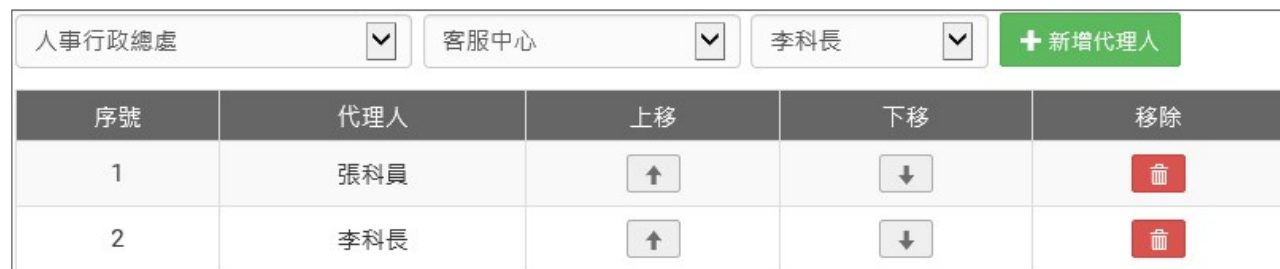 人事行政總處 客服中心 李科長 新增代理人
序號 代理人 上移 下移 移除
1 張科員
2 李科長